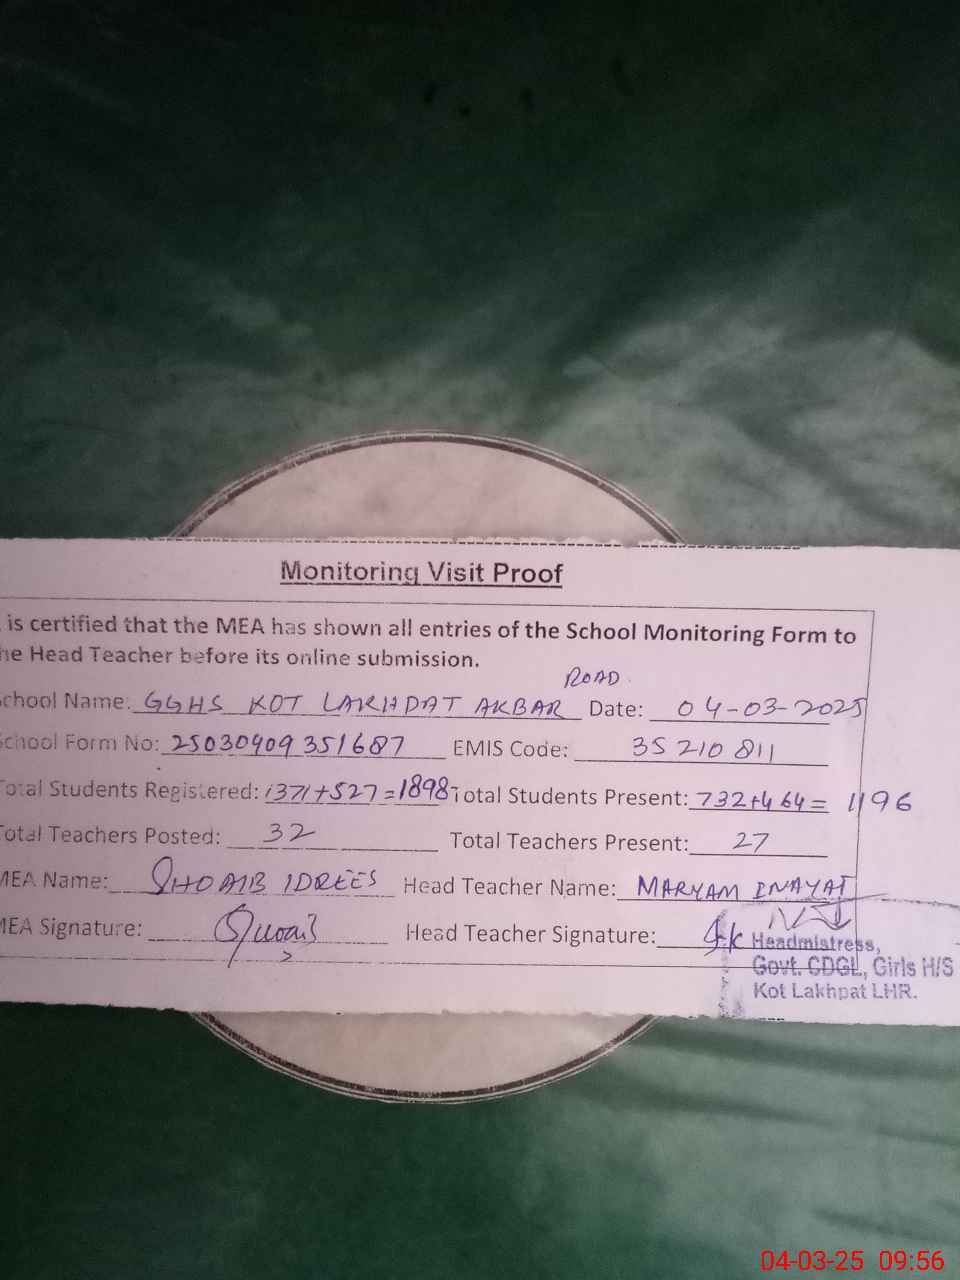 Monitoring Visit Proof
is certified that the MEA has shown all entries of the School Monitoring Form to
he Head Teacher before its online submission.
ROAD
chool Name: GGHS KOT LAKHPAT AKBAR Date: 04-03-2025
chool Form No: 25030409351687 EMIS Code: 35210811
Total Students Registered: 1371+527=1898 Total Students Present: 732+464= 1196
Total Teachers Posted: 32 Total Teachers Present: 27
MEA Name: SHOAIB IDREES Head Teacher Name: MARYAM INAYAT
MEA Signature: Head Teacher Signature:
Headmistress,
Govt. CDGL, Girls H/S
Kot Lakhpat LHR.
04-03-25 09:56